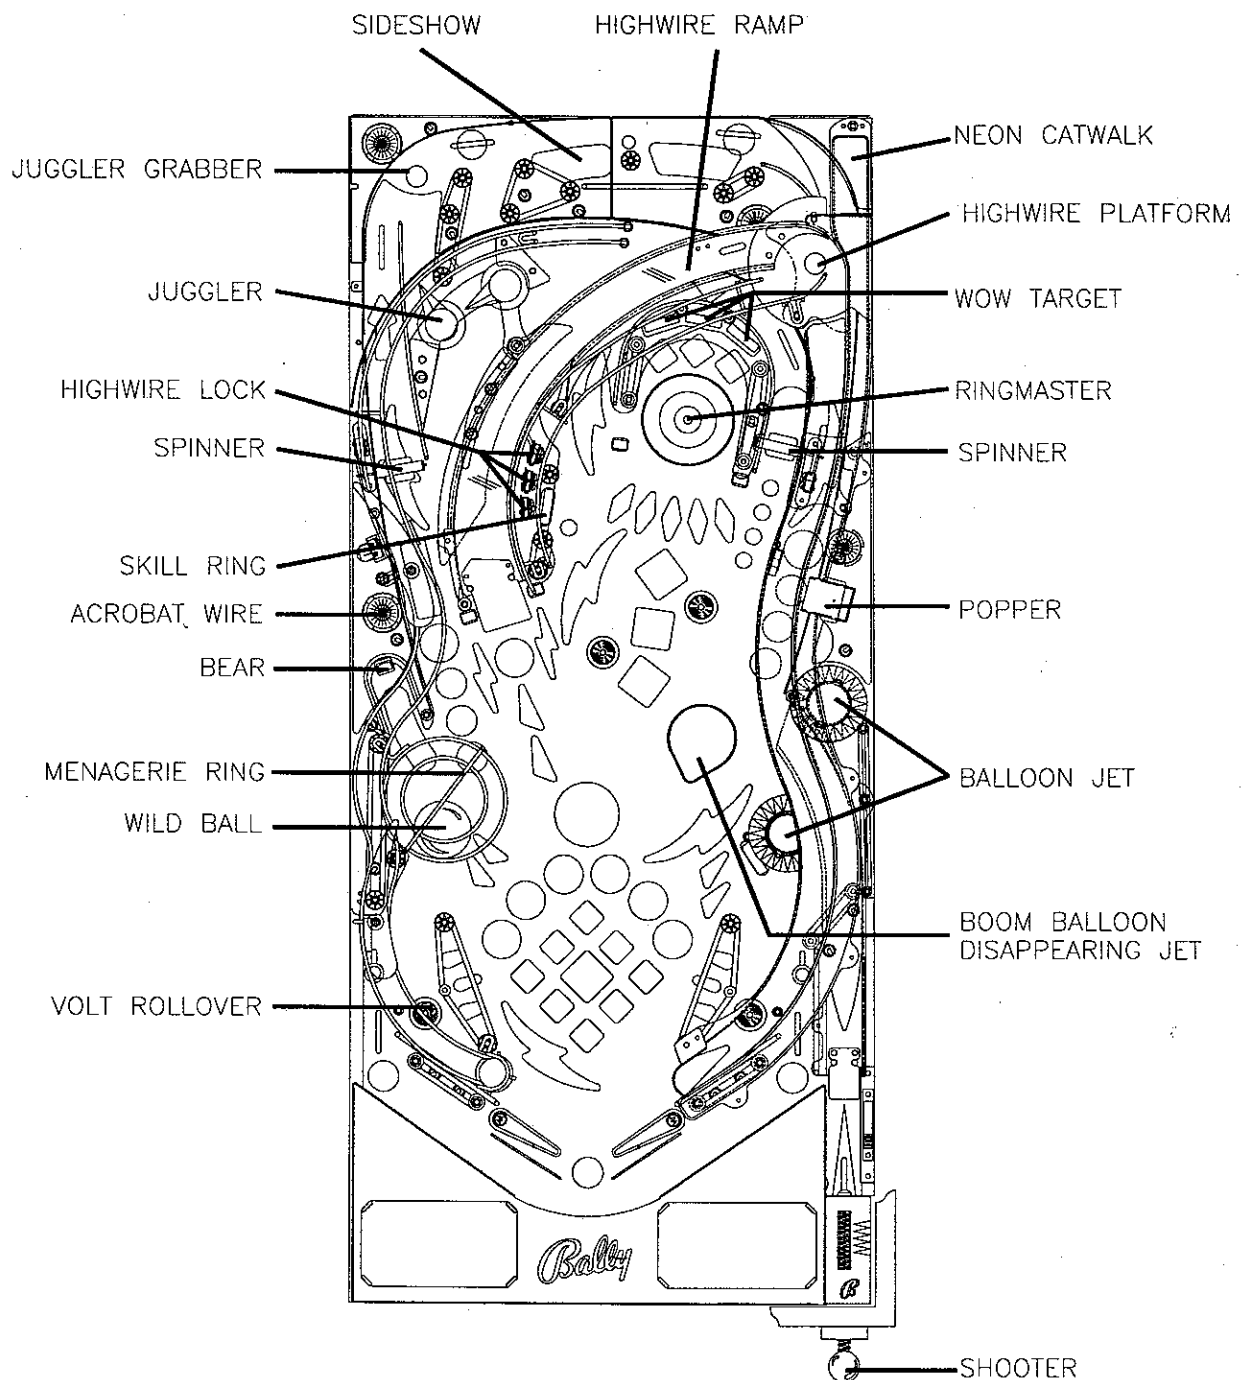 SIDESHOW
HIGHWIRE RAMP
NEON CATWALK
JUGGLER GRABBER
HIGHWIRE PLATFORM
JUGGLER
WOW TARGET
HIGHWIRE LOCK
RINGMASTER
SPINNER
SPINNER
SKILL RING
ACROBAT WIRE
POPPER
BEAR
MENAGERIE RING
BALLOON JET
WILD BALL
BOOM BALLOON
DISAPPEARING JET
VOLT ROLLOVER
Bally
B
SHOOTER